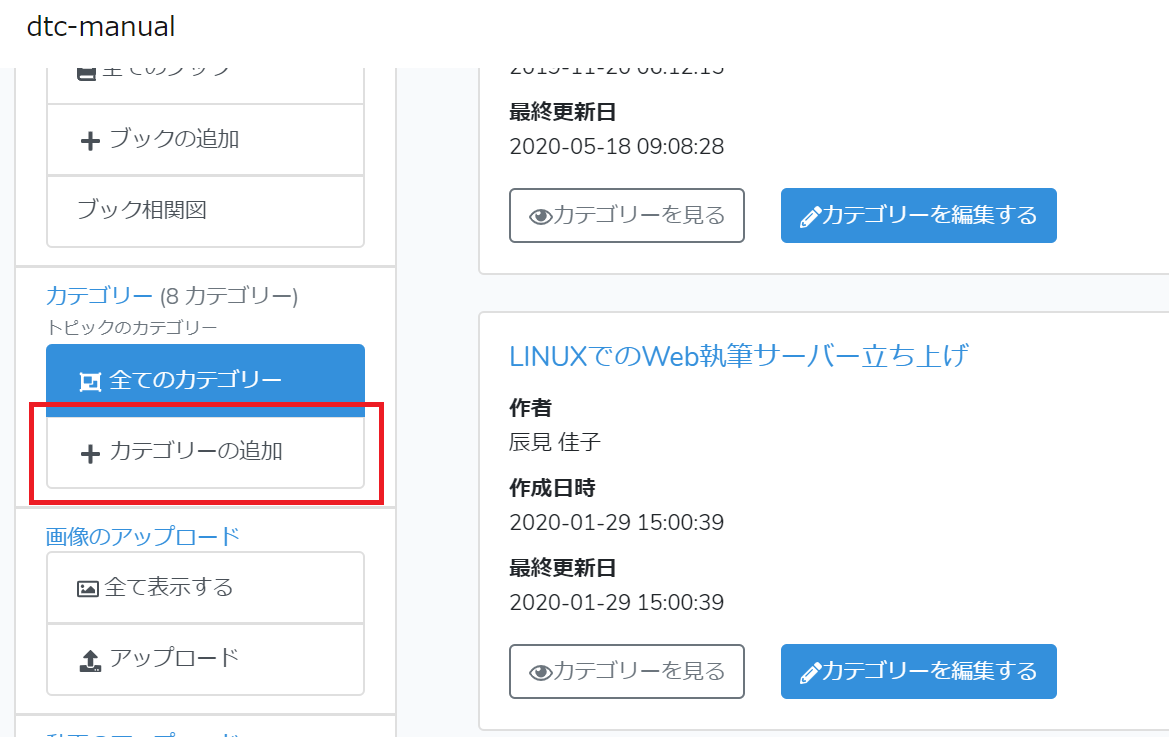 dtc-manual
ブックの追加
ブック相関図
カテゴリー (8 カテゴリー)
トピックのカテゴリー
全てのカテゴリー
カテゴリーの追加
画像のアップロード
全て表示する
アップロード
最終更新日
2020-05-18 09:08:28
カテゴリーを見る
カテゴリーを編集する
LINUXでのWeb執筆サーバー立ち上げ
作者
辰見 佳子
作成日時
2020-01-29 15:00:39
最終更新日
2020-01-29 15:00:39
カテゴリーを見る
カテゴリーを編集する